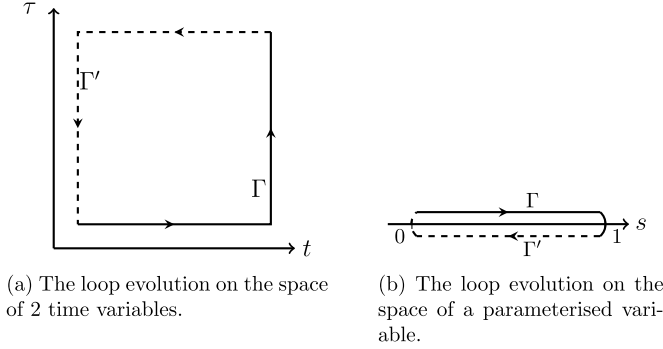 τ
Γ′
Γ
t
(a) The loop evolution on the space
of 2 time variables.
Γ
s
0
1
Γ′
(b) The loop evolution on the
space of a parameterised vari-
able.